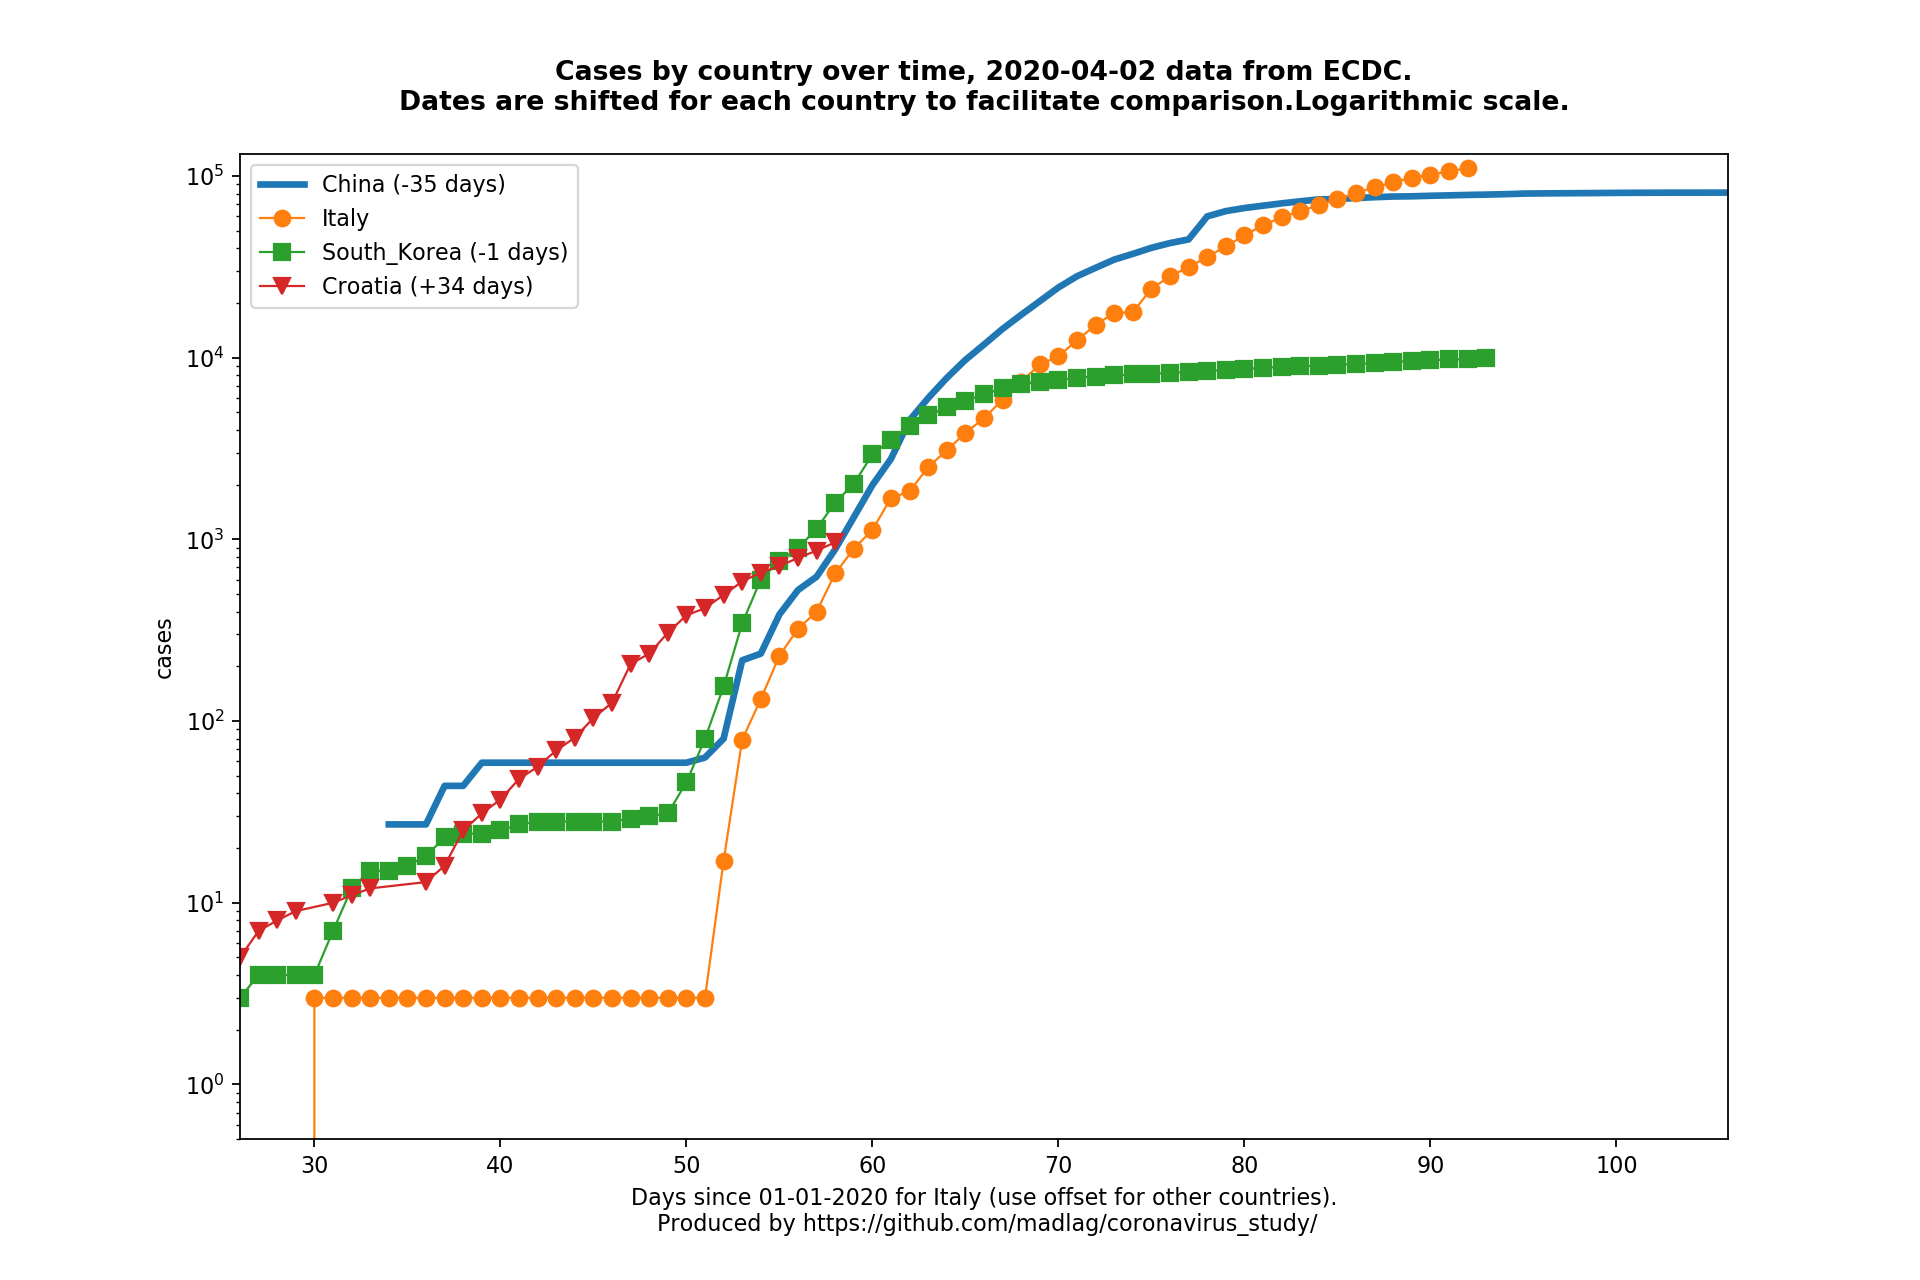 Cases by country over time, 2020-04-02 data from ECDC.
Dates are shifted for each country to facilitate comparison.Logarithmic scale.
China (-35 days)
Italy
South_Korea (-1 days)
Croatia (+34 days)
10⁵
10⁴
10³
10²
10¹
10⁰
cases
30 40 50 60 70 80 90 100
Days since 01-01-2020 for Italy (use offset for other countries).
Produced by https://github.com/madlag/coronavirus_study/